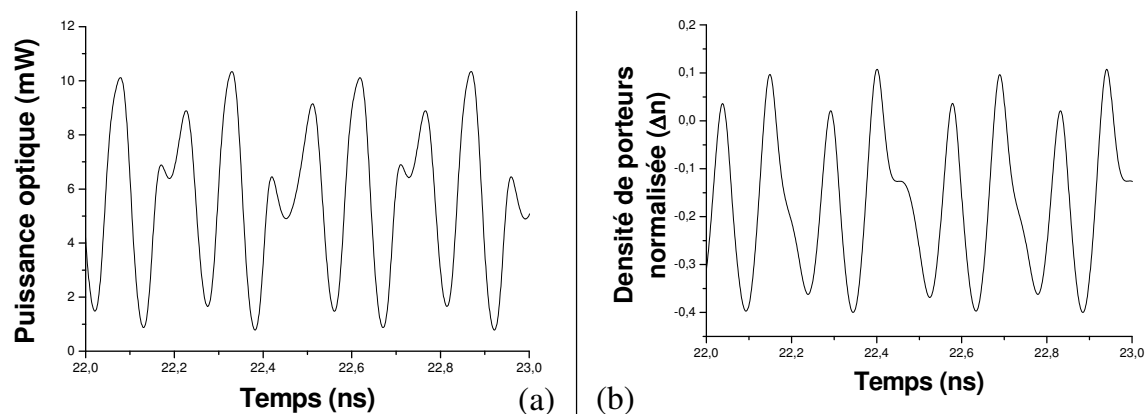 12
10
8
6
4
2
0
Puissance optique (mW)
22,0 22,2 22,4 22,6 22,8 23,0
Temps (ns)
(a)
0,2
0,1
0,0
-0,1
-0,2
-0,3
-0,4
Densité de porteurs
normalisée (Δn)
22,0 22,2 22,4 22,6 22,8 23,0
Temps (ns)
(b)